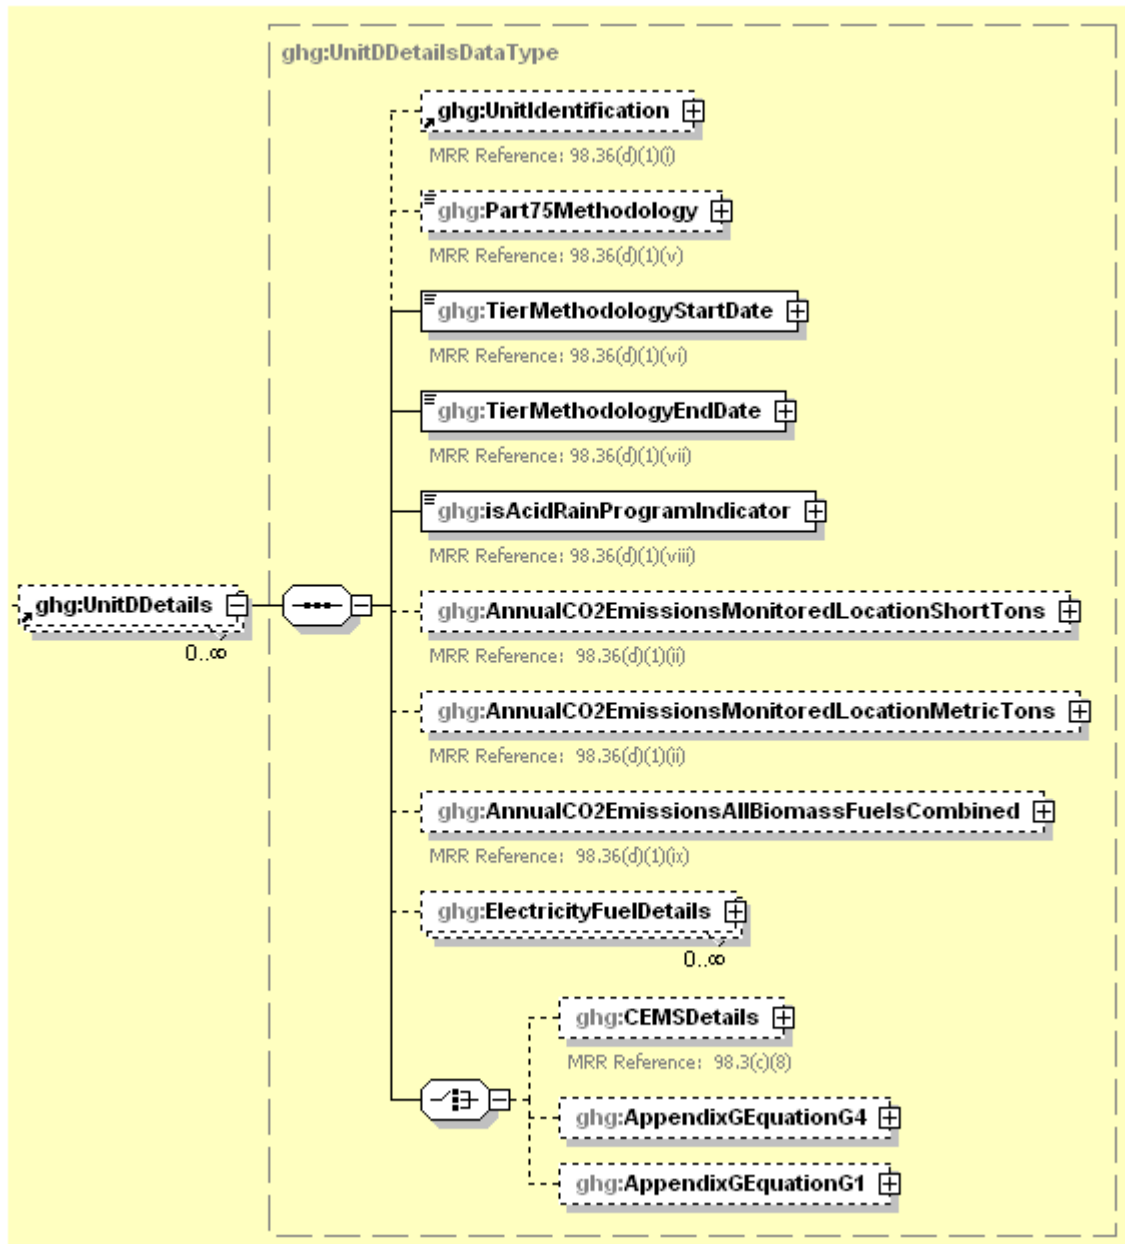 ghg:UnitDDetailsDataType
ghg:UnitIdentification
MRR Reference: 98.36(d)(1)(i)
ghg:Part75Methodology
MRR Reference: 98.36(d)(1)(v)
ghg:TierMethodologyStartDate
MRR Reference: 98.36(d)(1)(vi)
ghg:TierMethodologyEndDate
MRR Reference: 98.36(d)(1)(vii)
ghg:isAcidRainProgramIndicator
MRR Reference: 98.36(d)(1)(viii)
ghg:UnitDDetails
0..∞
ghg:AnnualCO2EmissionsMonitoredLocationShortTons
MRR Reference: 98.36(d)(1)(ii)
ghg:AnnualCO2EmissionsMonitoredLocationMetricTons
MRR Reference: 98.36(d)(1)(ii)
ghg:AnnualCO2EmissionsAllBiomassFuelsCombined
MRR Reference: 98.36(d)(1)(ix)
ghg:ElectricityFuelDetails
0..∞
ghg:CEMSDetails
MRR Reference: 98.3(c)(8)
ghg:AppendixGEquationG4
ghg:AppendixGEquationG1